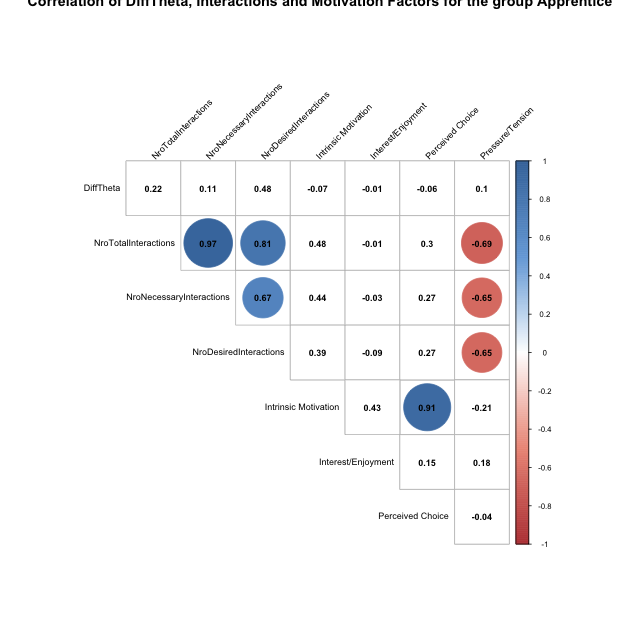 Correlation of DiffTheta, Interactions and Motivation Factors for the group Apprentice
NroTotalInteractions
NroNecessaryInteractions
NroDesiredInteractions
Intrinsic Motivation
Interest/Enjoyment
Perceived Choice
Pressure/Tension
DiffTheta 0.22 0.11 0.48 -0.07 -0.01 -0.06 0.1
NroTotalInteractions 0.97 0.81 0.48 -0.01 0.3 -0.69
NroNecessaryInteractions 0.67 0.44 -0.03 0.27 -0.65
NroDesiredInteractions 0.39 -0.09 0.27 -0.65
Intrinsic Motivation 0.43 0.91 -0.21
Interest/Enjoyment 0.15 0.18
Perceived Choice -0.04
1
0.8
0.6
0.4
0.2
0
-0.2
-0.4
-0.6
-0.8
-1